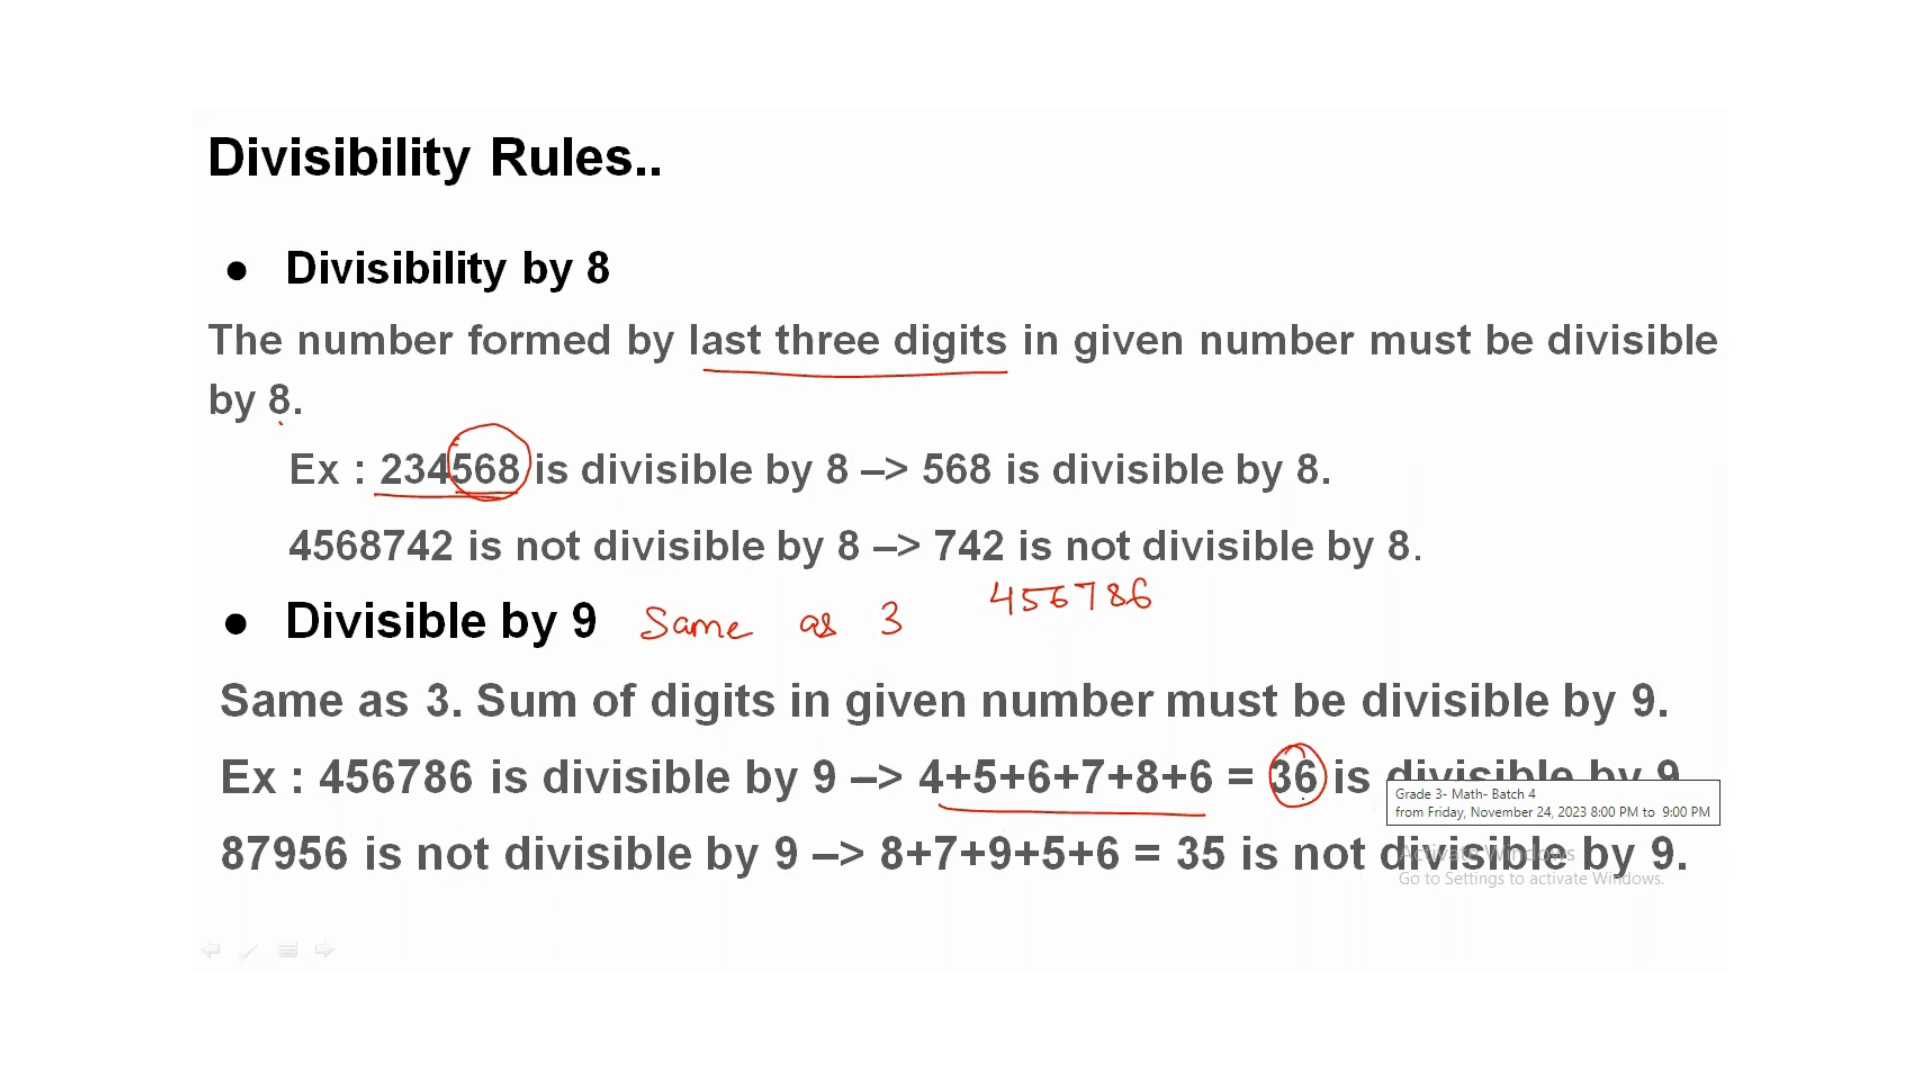 Divisibility Rules..
● Divisibility by 8
The number formed by last three digits in given number must be divisible
by 8.
Ex : 234568 is divisible by 8 –> 568 is divisible by 8.
4568742 is not divisible by 8 –> 742 is not divisible by 8.
456786
● Divisible by 9 Same as 3
Same as 3. Sum of digits in given number must be divisible by 9.
Ex : 456786 is divisible by 9 –> 4+5+6+7+8+6 = 36 is divisible by 9
Grade 3- Math- Batch 4
from Friday, November 24, 2023 8:00 PM to 9:00 PM
87956 is not divisible by 9 –> 8+7+9+5+6 = 35 is not divisible by 9.
Activate Windows
Go to Settings to activate Windows.